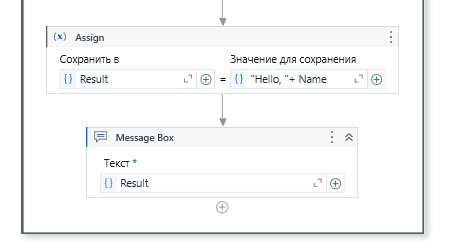 (x) Assign
Сохранить в Значение для сохранения
{} Result = {} "Hello, "+ Name
Message Box
Текст *
{} Result